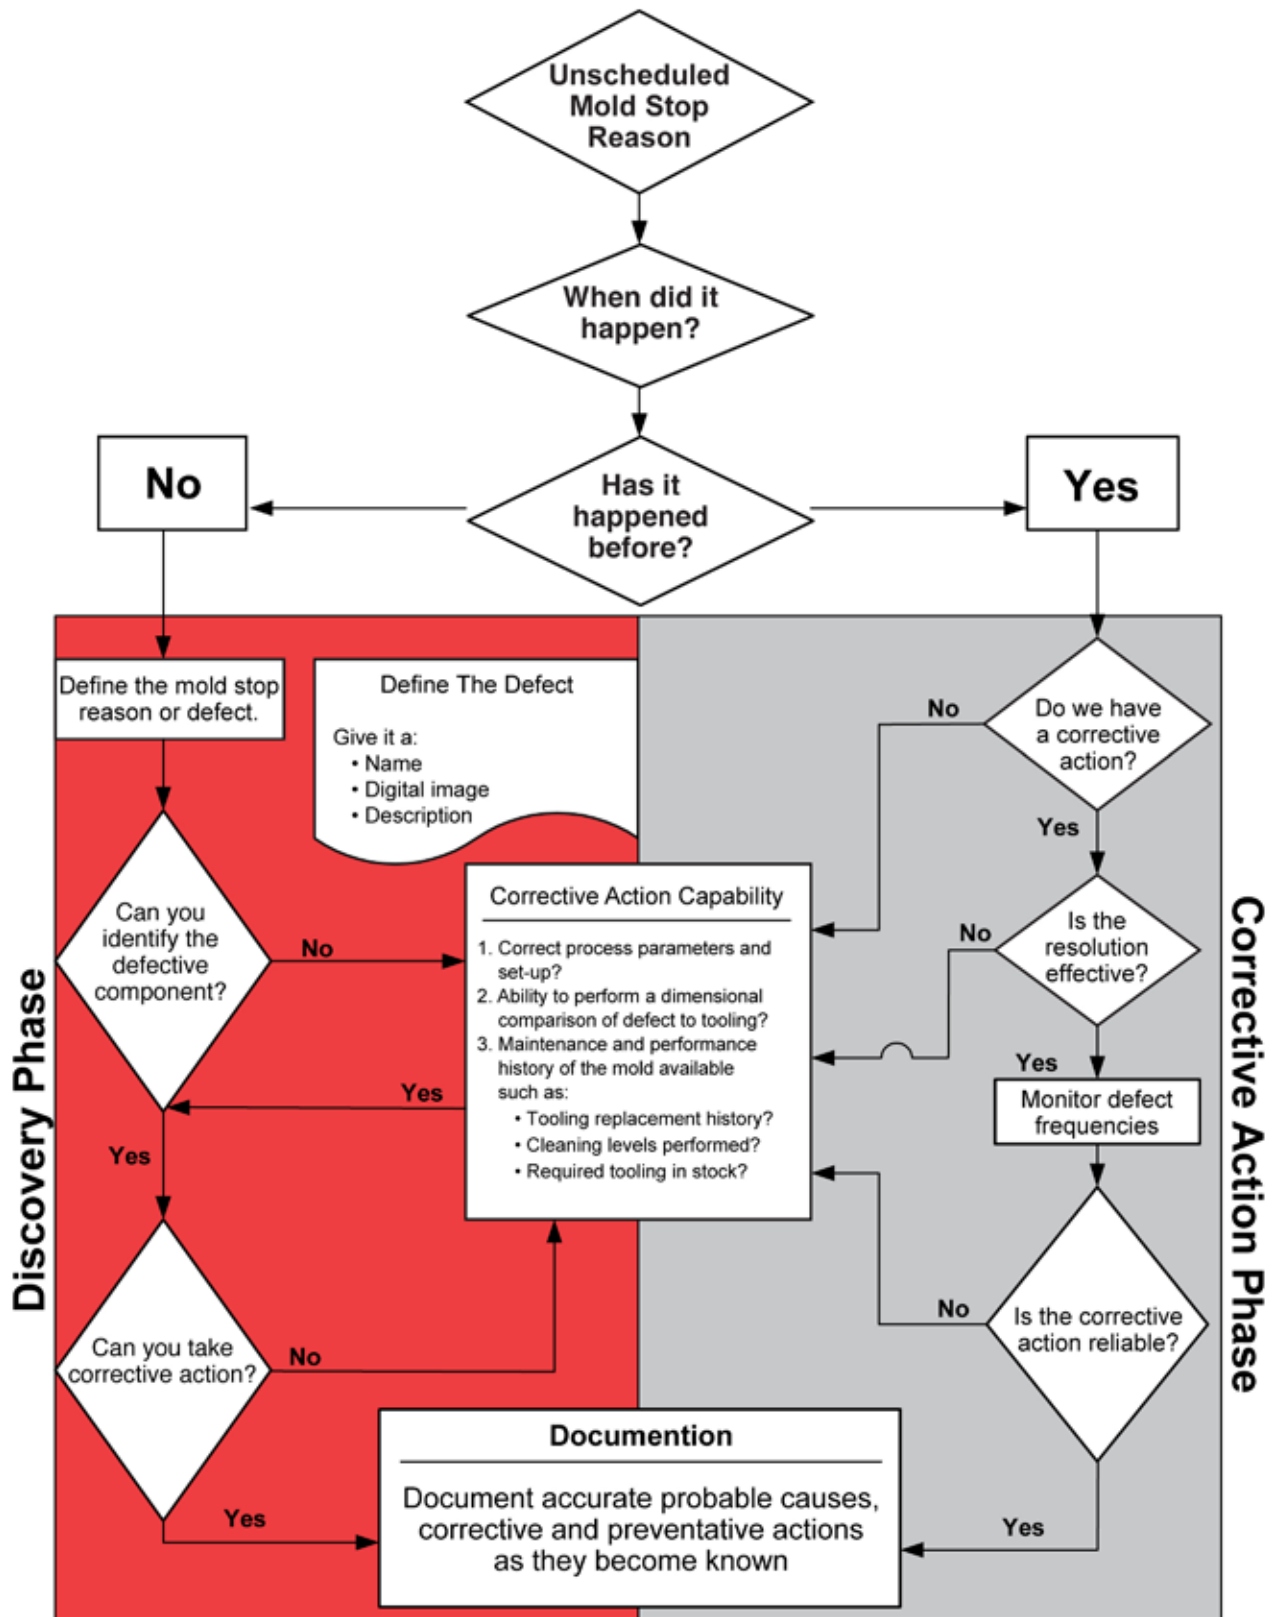 Unscheduled
Mold Stop
Reason
When did it
happen?
Has it
happened
before?
No
Yes
Define the mold stop
reason or defect.
Define The Defect
Give it a:
• Name
• Digital image
• Description
Do we have
a corrective
action?
No
Yes
Can you
identify the
defective
component?
No
Yes
Corrective Action Capability
1. Correct process parameters and
set-up?
2. Ability to perform a dimensional
comparison of defect to tooling?
3. Maintenance and performance
history of the mold available
such as:
• Tooling replacement history?
• Cleaning levels performed?
• Required tooling in stock?
Yes
Is the
resolution
effective?
No
Yes
Monitor defect
frequencies
Can you take
corrective action?
No
Yes
Is the corrective
action reliable?
No
Yes
Documention
Document accurate probable causes,
corrective and preventative actions
as they become known
Discovery Phase
Corrective Action Phase